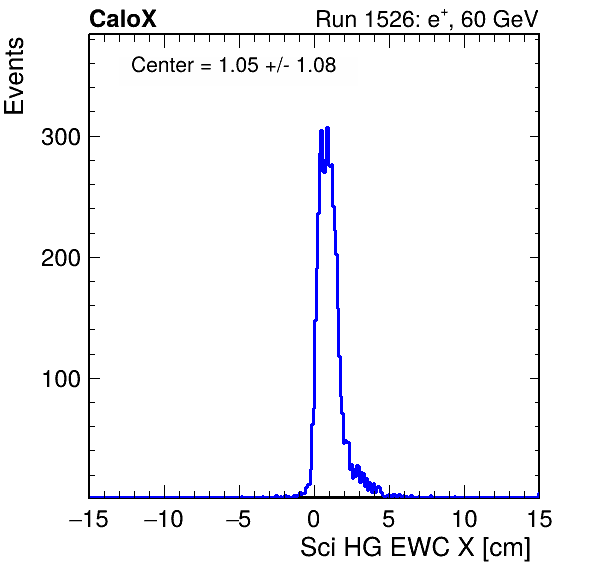 CaloX Run 1526: e⁺, 60 GeV
Center = 1.05 +/- 1.08
Events
300
200
100
−15 −10 −5 0 5 10 15
Sci HG EWC X [cm]